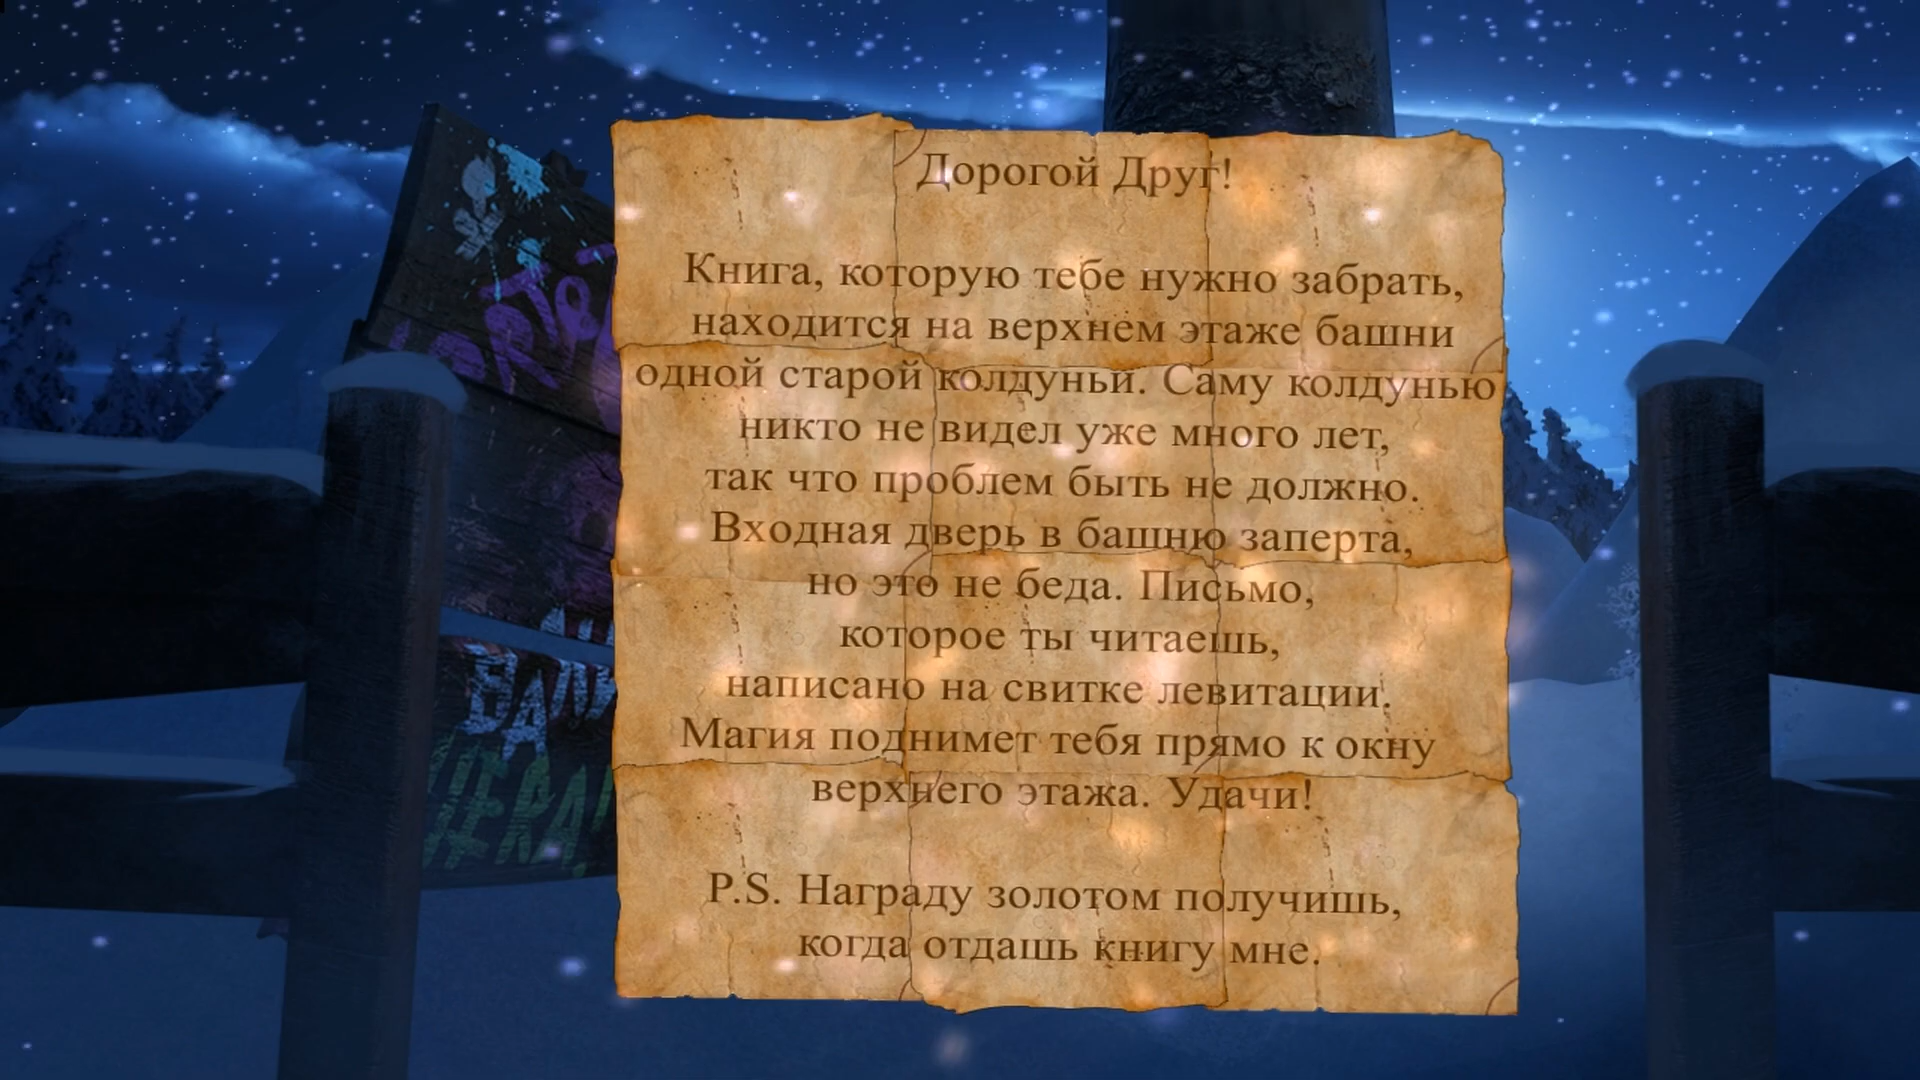 Дорогой Друг!
Книга, которую тебе нужно забрать,
находится на верхнем этаже башни
одной старой колдуньи. Саму колдунью
никто не видел уже много лет,
так что проблем быть не должно.
Входная дверь в башню заперта,
но это не беда. Письмо,
которое ты читаешь,
написано на свитке левитации.
Магия поднимет тебя прямо к окну
верхнего этажа. Удачи!
P.S. Награду золотом получишь,
когда отдашь книгу мне.